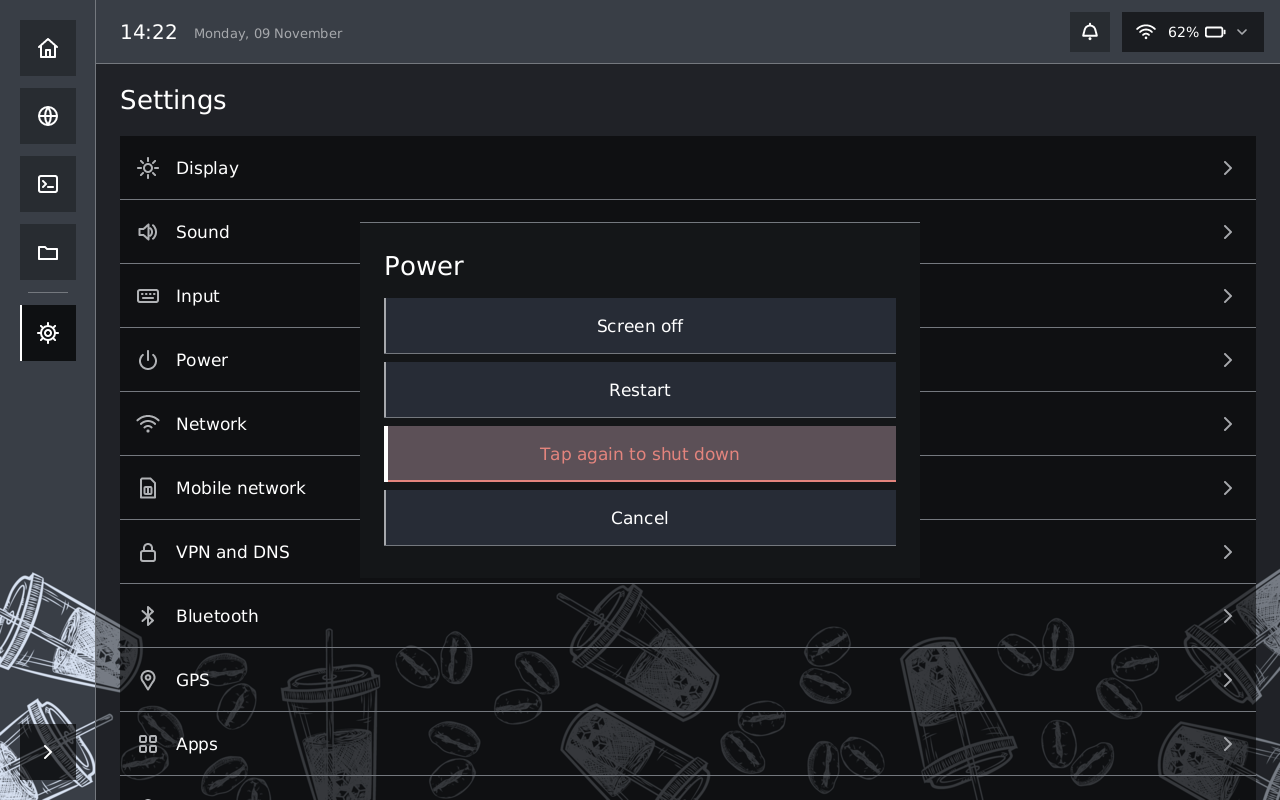 14:22 Monday, 09 November
62%
Settings
Display
Sound
Input
Power
Network
Mobile network
VPN and DNS
Bluetooth
GPS
Apps
Power
Screen off
Restart
Tap again to shut down
Cancel